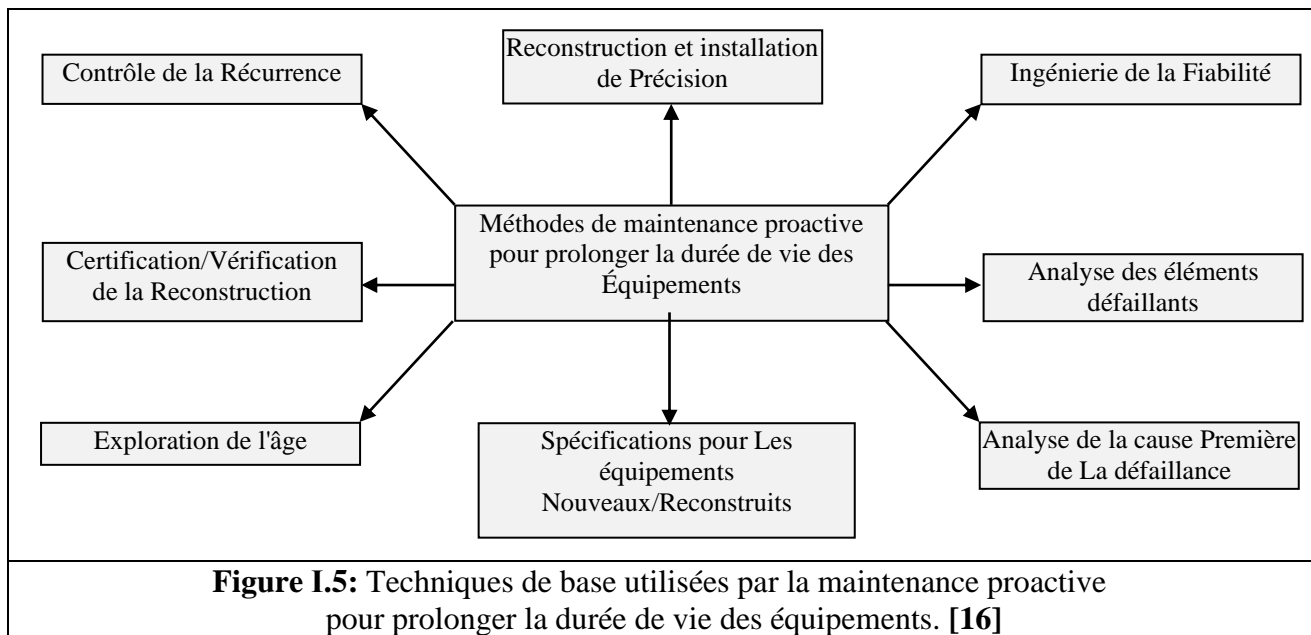 Reconstruction et installation
de Précision
Contrôle de la Récurrence
Ingénierie de la Fiabilité
Méthodes de maintenance proactive
pour prolonger la durée de vie des
Équipements
Certification/Vérification
de la Reconstruction
Analyse des éléments
défaillants
Exploration de l'âge
Spécifications pour Les
équipements
Nouveaux/Reconstruits
Analyse de la cause Première
de La défaillance
Figure I.5: Techniques de base utilisées par la maintenance proactive
pour prolonger la durée de vie des équipements. [16]